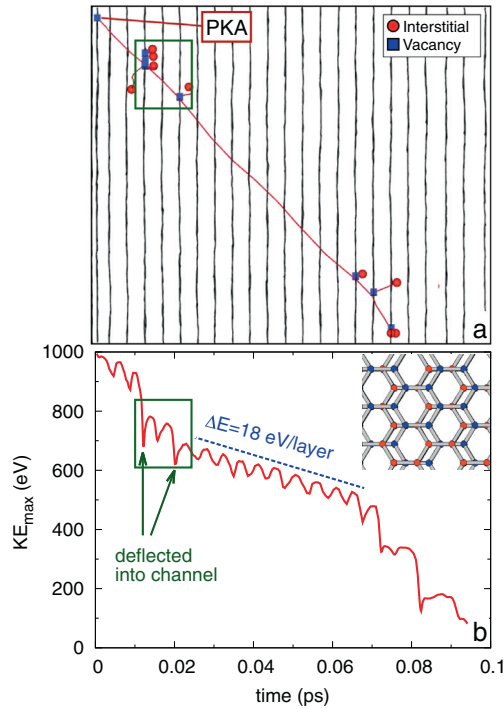 PKA
Interstitial
Vacancy
a
1000
800
600
400
200
0
KEmax (eV)
ΔE=18 eV/layer
deflected
into channel
b
0
0.02
0.04
0.06
0.08
0.1
time (ps)